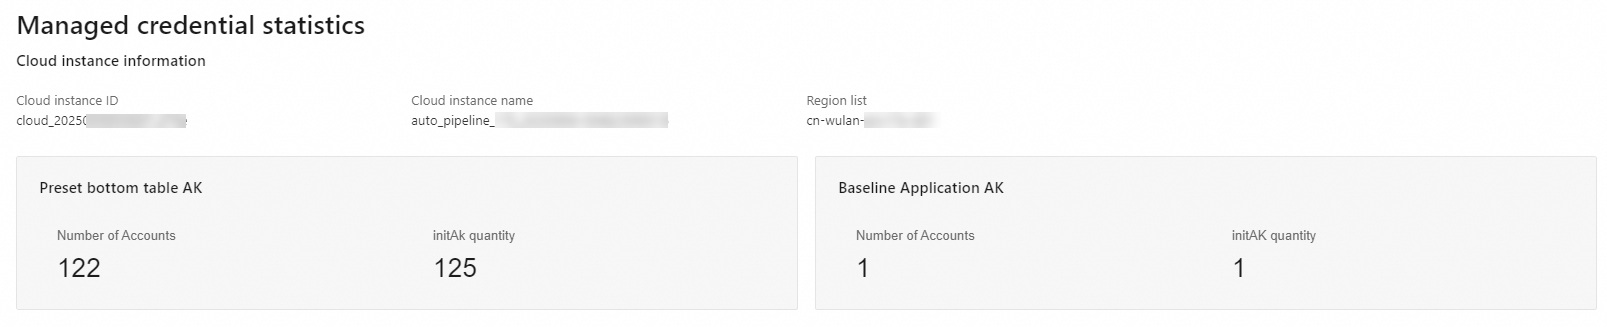 Managed credential statistics
Cloud instance information
Cloud instance ID
cloud_2025
Cloud instance name
auto_pipeline_
Region list
cn-wulan-
Preset bottom table AK
Number of Accounts
initAk quantity
122
125
Baseline Application AK
Number of Accounts
initAK quantity
1
1